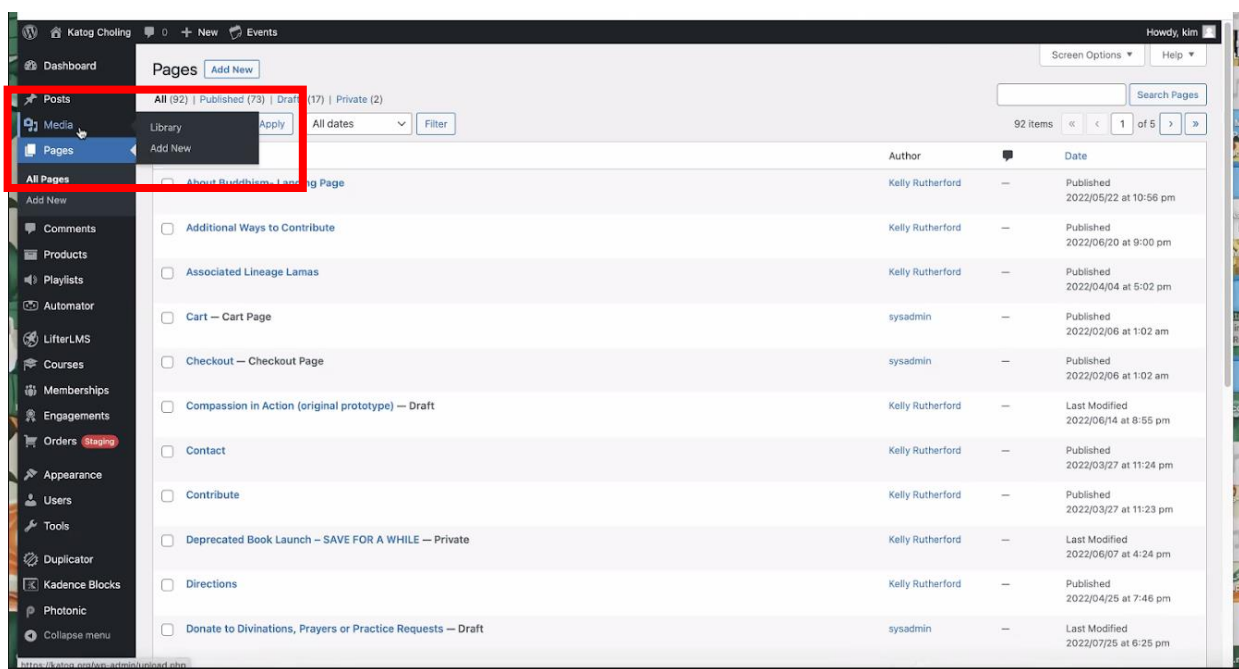 Katog Choling 0 + New Events Howdy, kim
Dashboard
Posts
Media
Library
Add New
Pages
All Pages
Add New
Comments
Products
Playlists
Automator
LifterLMS
Courses
Memberships
Engagements
Orders Staging
Appearance
Users
Tools
Duplicator
Kadence Blocks
Photonic
Collapse menu
https://katog.org/wp-admin/upload.php
Screen Options ▼ Help ▼
Pages Add New
All (92) | Published (73) | Draft (17) | Private (2)
Search Pages
Apply All dates Filter 92 items « ‹ 1 of 5 › »
Author Date
About Buddhism- Landing Page Kelly Rutherford — Published
2022/05/22 at 10:56 pm
Additional Ways to Contribute Kelly Rutherford — Published
2022/06/20 at 9:00 pm
Associated Lineage Lamas Kelly Rutherford — Published
2022/04/04 at 5:02 pm
Cart — Cart Page sysadmin — Published
2022/02/06 at 1:02 am
Checkout — Checkout Page sysadmin — Published
2022/02/06 at 1:02 am
Compassion in Action (original prototype) — Draft Kelly Rutherford — Last Modified
2022/06/14 at 8:55 pm
Contact Kelly Rutherford — Published
2022/03/27 at 11:24 pm
Contribute Kelly Rutherford — Published
2022/03/27 at 11:23 pm
Deprecated Book Launch – SAVE FOR A WHILE — Private Kelly Rutherford — Last Modified
2022/06/07 at 4:24 pm
Directions Kelly Rutherford — Published
2022/04/25 at 7:46 pm
Donate to Divinations, Prayers or Practice Requests — Draft sysadmin — Last Modified
2022/07/25 at 6:25 pm